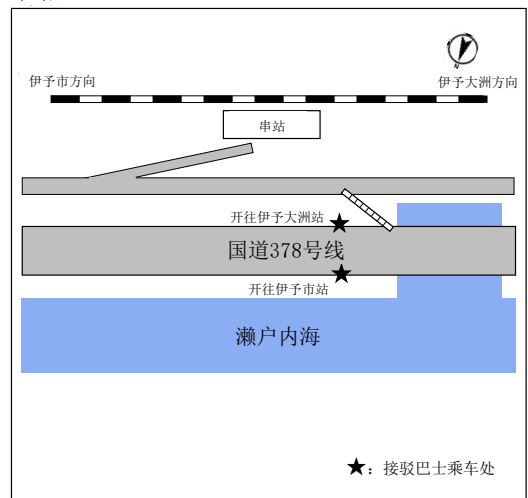 N
伊予市方向
伊予大洲方向
串站
开往伊予大洲站
国道378号线
开往伊予市站
濑户内海
★：接驳巴士乘车处